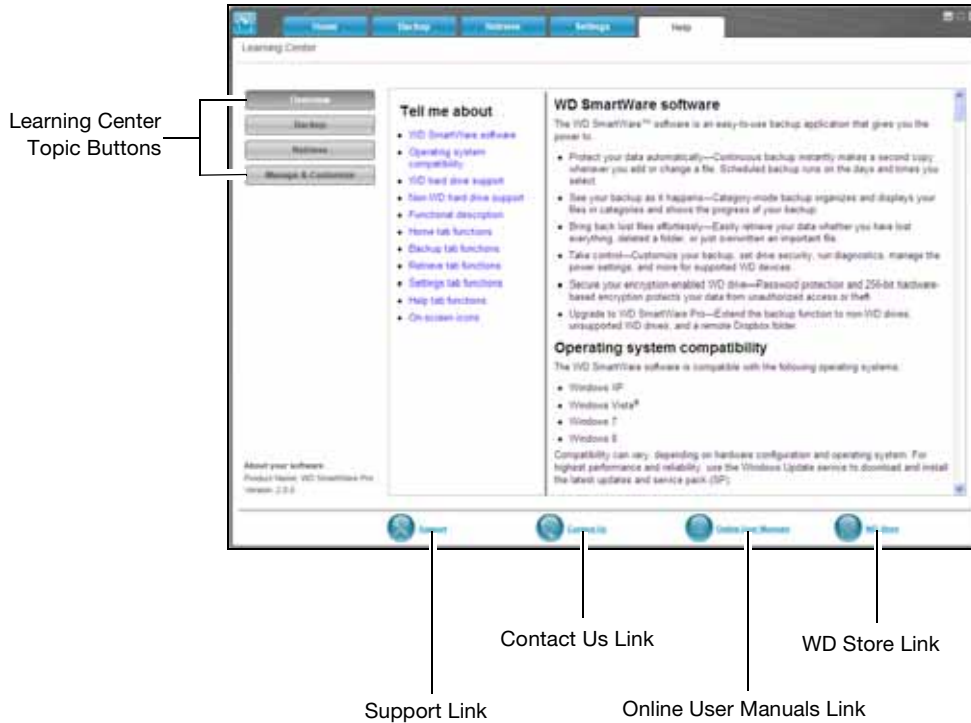 Home
Backup
Retrieve
Settings
Help
Learning Center
Learning Center
Topic Buttons
Overview
Backup
Retrieve
Manage & Customize
Tell me about
• WD SmartWare software
• Operating system
compatibility
• WD hard drive support
• Non-WD hard drive support
• Functional description
• Home tab functions
• Backup tab functions
• Retrieve tab functions
• Settings tab functions
• Help tab functions
• On-screen icons
WD SmartWare software
The WD SmartWare™ software is an easy-to-use backup application that gives you the
power to:
• Protect your data automatically—Continuous backup instantly makes a second copy
whenever you add or change a file. Scheduled backup runs on the days and times you
select.
• See your backup as it happens—Category-mode backup organizes and displays your
files in categories and shows the progress of your backup.
• Bring back lost files effortlessly—Easily retrieve your data whether you have lost
everything, deleted a folder, or just overwritten an important file.
• Take control—Customize your backup, set drive security, run diagnostics, manage the
power settings, and more for supported WD devices.
• Secure your encryption-enabled WD drive—Password protection and 256-bit hardware-
based encryption protects your data from unauthorized access or theft.
• Upgrade to WD SmartWare Pro—Extend the backup function to non-WD drives,
unsupported WD drives, and a remote Dropbox folder.
Operating system compatibility
The WD SmartWare software is compatible with the following operating systems:
• Windows XP
• Windows Vista®
• Windows 7
• Windows 8
Compatibility can vary, depending on hardware configuration and operating system. For
highest performance and reliability, use the Windows Update service to download and install
the latest updates and service pack (SP).
About your software
Product Name: WD SmartWare Pro
Version: 2.0.0
Support
Contact Us
Online User Manuals
WD Store
Contact Us Link
WD Store Link
Support Link
Online User Manuals Link